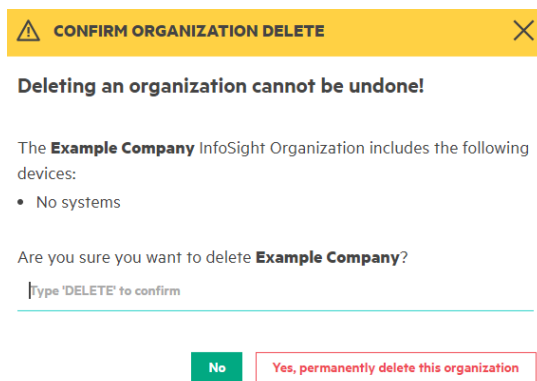 CONFIRM ORGANIZATION DELETE
Deleting an organization cannot be undone!
The Example Company InfoSight Organization includes the following
devices:
• No systems
Are you sure you want to delete Example Company?
Type 'DELETE' to confirm
No
Yes, permanently delete this organization